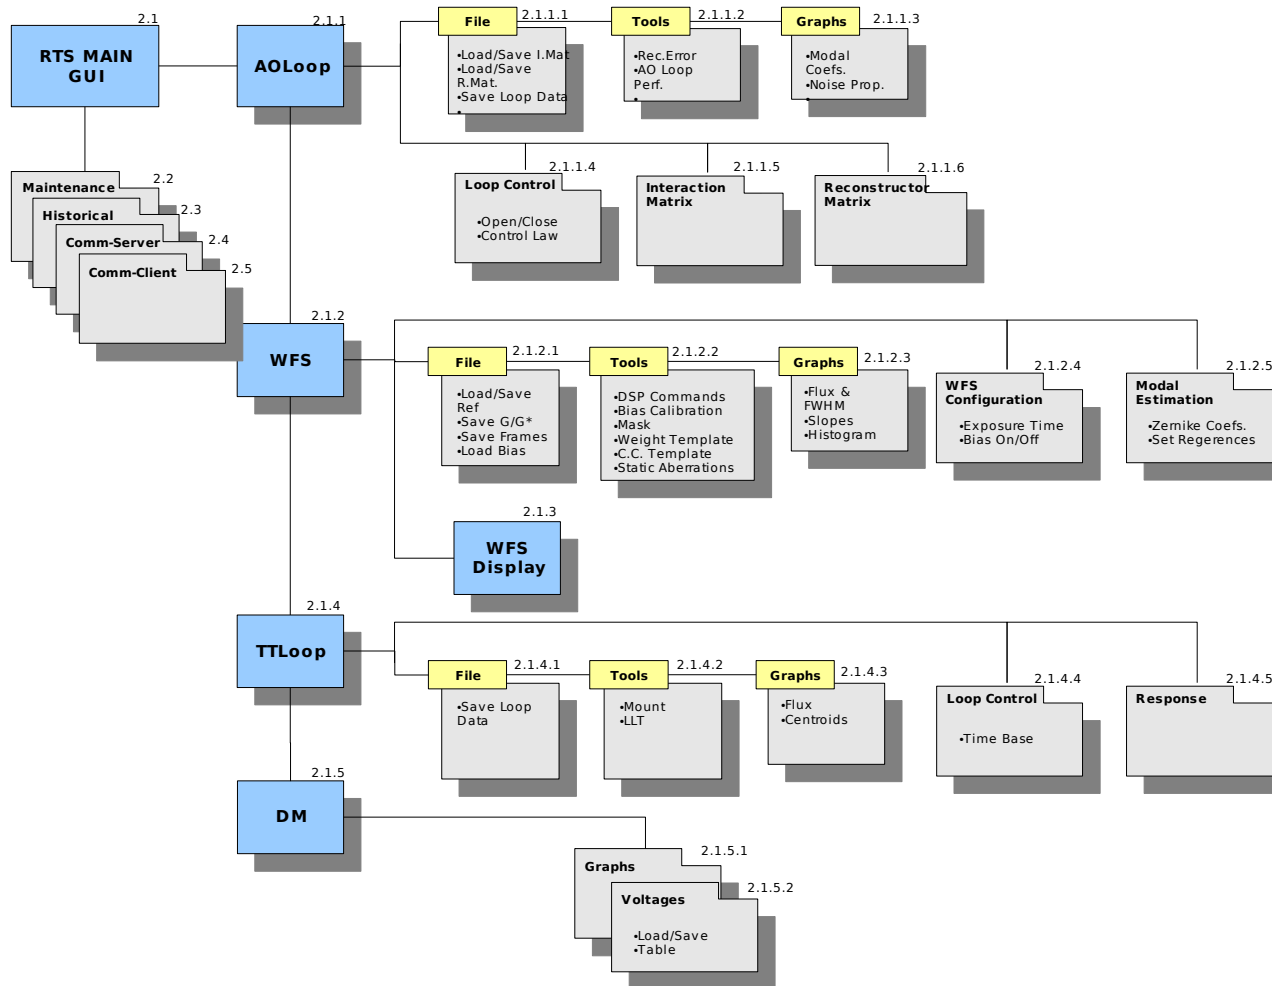 2.1
RTS MAIN
GUI
2.1.1
AOLoop
2.1.1.1
File
•Load/Save I.Mat
•Load/Save
R.Mat.
•Save Loop Data
•
2.1.1.2
Tools
•Rec.Error
•AO Loop
Perf.
•
2.1.1.3
Graphs
•Modal
Coefs.
•Noise Prop.
•
2.1.1.4
Loop Control
•Open/Close
•Control Law
2.1.1.5
Interaction
Matrix
2.1.1.6
Reconstructor
Matrix
2.2
Maintenance
2.3
Historical
2.4
Comm-Server
2.5
Comm-Client
2.1.2
WFS
2.1.2.1
File
•Load/Save
Ref
•Save G/G*
•Save Frames
•Load Bias
2.1.2.2
Tools
•DSP Commands
•Bias Calibration
•Mask
•Weight Template
•C.C. Template
•Static Aberrations
2.1.2.3
Graphs
•Flux &
FWHM
•Slopes
•Histogram
2.1.2.4
WFS
Configuration
•Exposure Time
•Bias On/Off
2.1.2.5
Modal
Estimation
•Zernike Coefs.
•Set Regerences
2.1.3
WFS
Display
2.1.4
TTLoop
2.1.4.1
File
•Save Loop
Data
2.1.4.2
Tools
•Mount
•LLT
2.1.4.3
Graphs
•Flux
•Centroids
2.1.4.4
Loop Control
•Time Base
2.1.4.5
Response
2.1.5
DM
2.1.5.1
Graphs
2.1.5.2
Voltages
•Load/Save
•Table